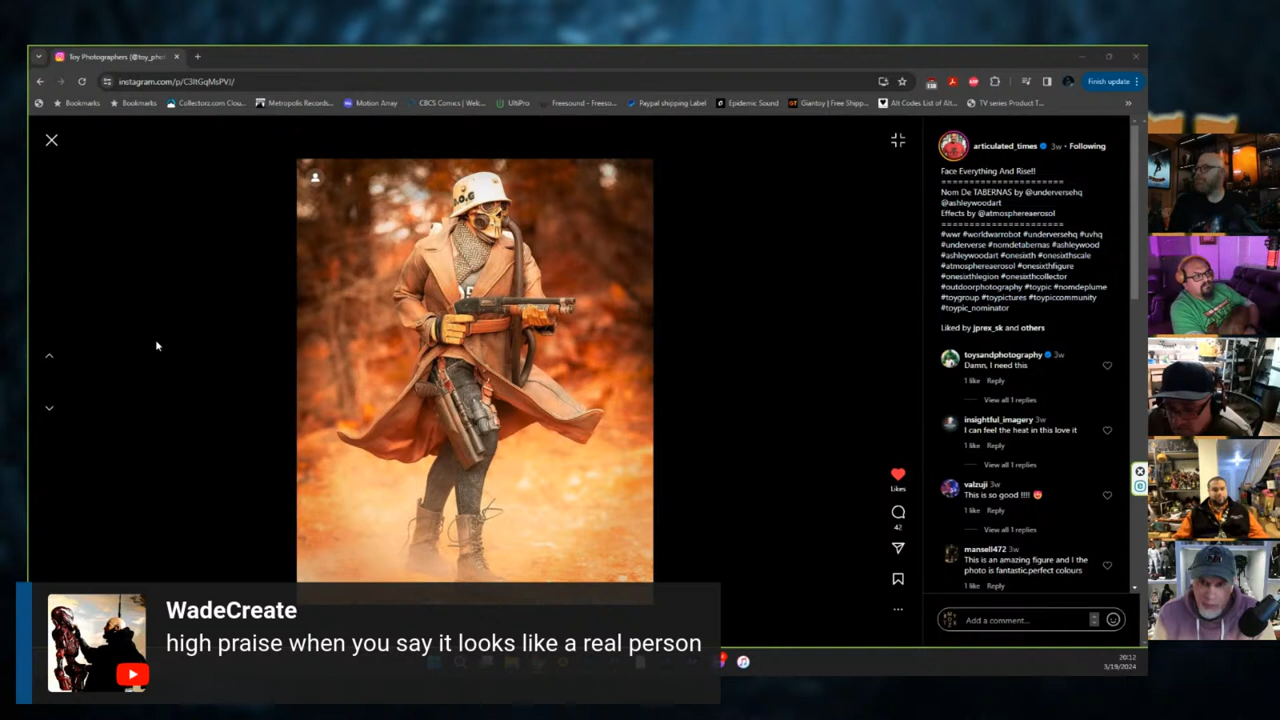 Toy Photographers (@toy_pho
instagram.com/p/C3ItGqMsPVJ/
Finish update
Bookmarks
Bookmarks
Collectorz.com Clou...
Metropolis Records...
Motion Array
CBCS Comics | Welc...
UltiPro
Freesound - Freeso...
Paypal shipping Label
Epidemic Sound
Giantoy | Free Shipp...
Alt Codes List of Alt...
TV series Product T...
articulated_times 3w • Following
Face Everything And Rise!!
=======================
Nom De TABERNAS by @underversehq
@ashleywoodart
Effects by @atmosphereaerosol
=======================
#wwr #worldwarrobot #underversehq #uvhq
#underverse #nomdetabernas #ashleywood
#ashleywoodart #onesixth #onesixthscale
#atmosphereaerosol #onesixthfigure
#onesixthlegion #onesixthcollector
#outdoorphotography #toypic #nomdeplume
#toygroup #toypictures #toypiccommunity
#toypic_nominator
Liked by jprex_sk and others
toysandphotography 3w
Damn, I need this
1 like Reply
View all 1 replies
insightful_imagery 3w
I can feel the heat in this love it
1 like Reply
View all 1 replies
valzuji 3w
This is so good !!!!
1 like Reply
View all 1 replies
mansell472 3w
This is an amazing figure and I the
photo is fantastic.perfect colours
1 like Reply
Likes
42
Add a comment...
WadeCreate
high praise when you say it looks like a real person
20:12
3/19/2024